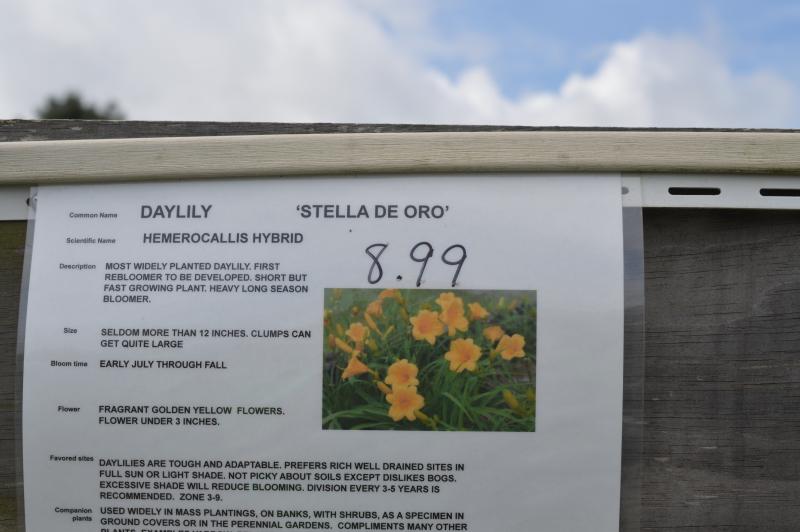 Common Name DAYLILY 'STELLA DE ORO'
Scientific Name HEMEROCALLIS HYBRID
8.99
Description MOST WIDELY PLANTED DAYLILY. FIRST
REBLOOMER TO BE DEVELOPED. SHORT BUT
FAST GROWING PLANT. HEAVY LONG SEASON
BLOOMER.
Size SELDOM MORE THAN 12 INCHES. CLUMPS CAN
GET QUITE LARGE
Bloom time EARLY JULY THROUGH FALL
Flower FRAGRANT GOLDEN YELLOW FLOWERS.
FLOWER UNDER 3 INCHES.
Favored sites DAYLILIES ARE TOUGH AND ADAPTABLE. PREFERS RICH WELL DRAINED SITES IN
FULL SUN OR LIGHT SHADE. NOT PICKY ABOUT SOILS EXCEPT DISLIKES BOGS.
EXCESSIVE SHADE WILL REDUCE BLOOMING. DIVISION EVERY 3-5 YEARS IS
RECOMMENDED. ZONE 3-9.
Companion USED WIDELY IN MASS PLANTINGS, ON BANKS, WITH SHRUBS, AS A SPECIMEN IN
plants GROUND COVERS OR IN THE PERENNIAL GARDENS. COMPLIMENTS MANY OTHER